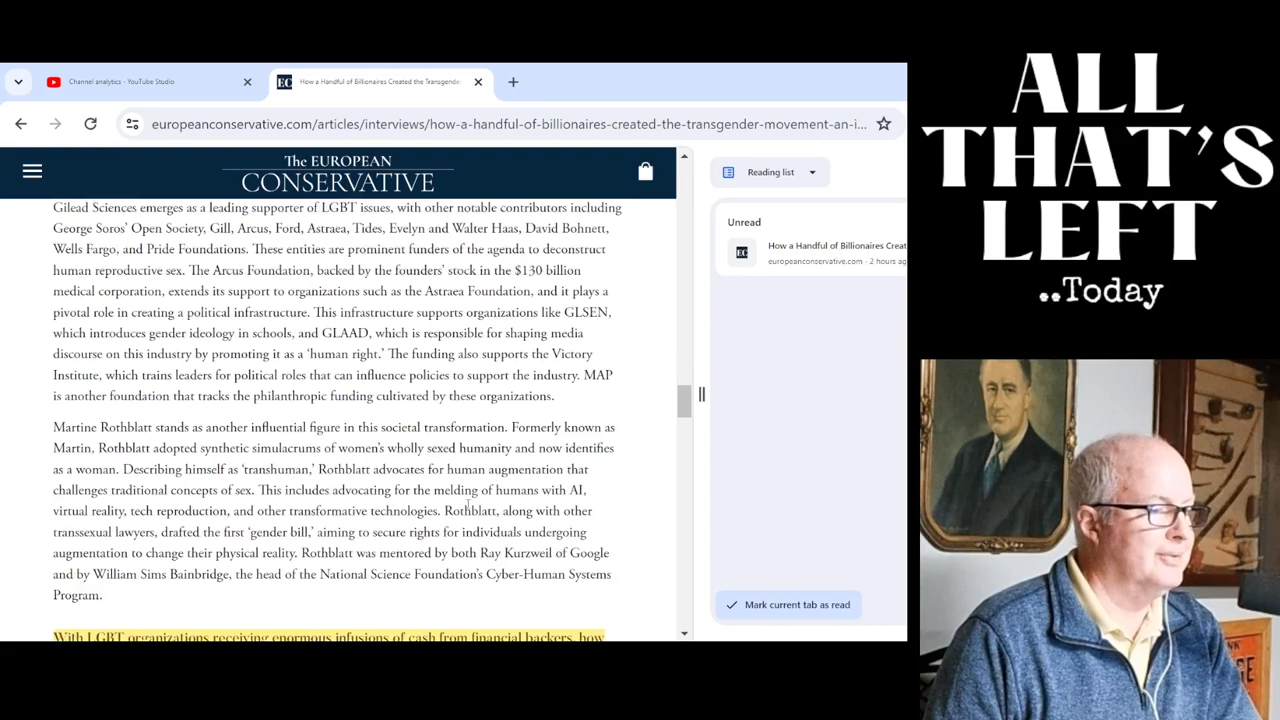 Channel analytics - YouTube Studio
EC
How a Handful of Billionaires Created the Transgende
europeanconservative.com/articles/interviews/how-a-handful-of-billionaires-created-the-transgender-movement-an-i...
The EUROPEAN
CONSERVATIVE
Gilead Sciences emerges as a leading supporter of LGBT issues, with other notable contributors including
George Soros' Open Society, Gill, Arcus, Ford, Astraea, Tides, Evelyn and Walter Haas, David Bohnett,
Wells Fargo, and Pride Foundations. These entities are prominent funders of the agenda to deconstruct
human reproductive sex. The Arcus Foundation, backed by the founders' stock in the $130 billion
medical corporation, extends its support to organizations such as the Astraea Foundation, and it plays a
pivotal role in creating a political infrastructure. This infrastructure supports organizations like GLSEN,
which introduces gender ideology in schools, and GLAAD, which is responsible for shaping media
discourse on this industry by promoting it as a 'human right.' The funding also supports the Victory
Institute, which trains leaders for political roles that can influence policies to support the industry. MAP
is another foundation that tracks the philanthropic funding cultivated by these organizations.
Martine Rothblatt stands as another influential figure in this societal transformation. Formerly known as
Martin, Rothblatt adopted synthetic simulacrums of women's wholly sexed humanity and now identifies
as a woman. Describing himself as 'transhuman,' Rothblatt advocates for human augmentation that
challenges traditional concepts of sex. This includes advocating for the melding of humans with AI,
virtual reality, tech reproduction, and other transformative technologies. Rothblatt, along with other
transsexual lawyers, drafted the first 'gender bill,' aiming to secure rights for individuals undergoing
augmentation to change their physical reality. Rothblatt was mentored by both Ray Kurzweil of Google
and by William Sims Bainbridge, the head of the National Science Foundation's Cyber-Human Systems
Program.
With LGBT organizations receiving enormous infusions of cash from financial backers, how
Reading list
Unread
EC
How a Handful of Billionaires Creat
europeanconservative.com · 2 hours ag
Mark current tab as read
ALL
THAT'S
LEFT
..Today